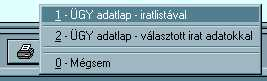 1 - ÜGY adatlap - iratlistával
2 - ÜGY adatlap - választott irat adatokkal
0 - Mégsem